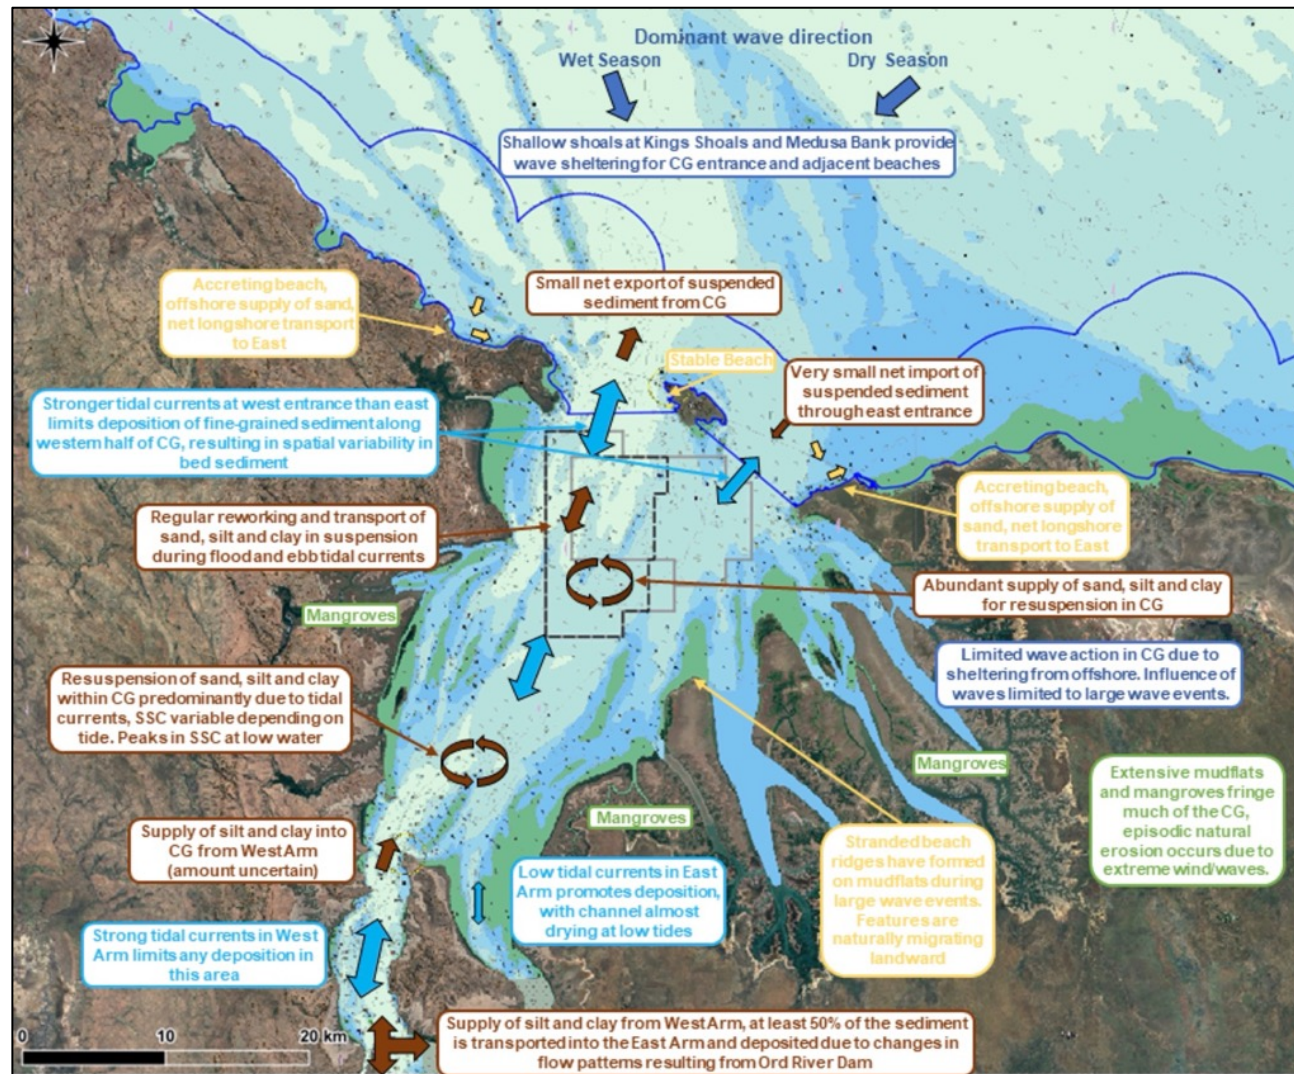 Dominant wave direction
Wet Season
Dry Season
Shallow shoals at Kings Shoals and Medusa Bank provide
wave sheltering for CG entrance and adjacent beaches
Accreting beach,
offshore supply of sand,
net longshore transport
to East
Small net export of suspended
sediment from CG
Stable Beach
Very small net import of
suspended sediment
through east entrance
Stronger tidal currents at west entrance than east
limits deposition of fine-grained sediment along
western half of CG, resulting in spatial variability in
bed sediment
Accreting beach,
offshore supply of
sand, net longshore
transport to East
Regular reworking and transport of
sand, silt and clay in suspension
during flood and ebb tidal currents
Abundant supply of sand, silt and clay
for resuspension in CG
Mangroves
Limited wave action in CG due to
sheltering from offshore. Influence of
waves limited to large wave events.
Resuspension of sand, silt and clay
within CG predominantly due to tidal
currents, SSC variable depending on
tide. Peaks in SSC at low water
Mangroves
Extensive mudflats
and mangroves fringe
much of the CG,
episodic natural
erosion occurs due to
extreme wind/waves.
Mangroves
Supply of silt and clay into
CG from West Arm
(amount uncertain)
Stranded beach
ridges have formed
on mudflats during
large wave events.
Features are
naturally migrating
landward
Low tidal currents in East
Arm promotes deposition,
with channel almost
drying at low tides
Strong tidal currents in West
Arm limits any deposition in
this area
0 10 20 km
Supply of silt and clay from West Arm, at least 50% of the sediment
is transported into the East Arm and deposited due to changes in
flow patterns resulting from Ord River Dam